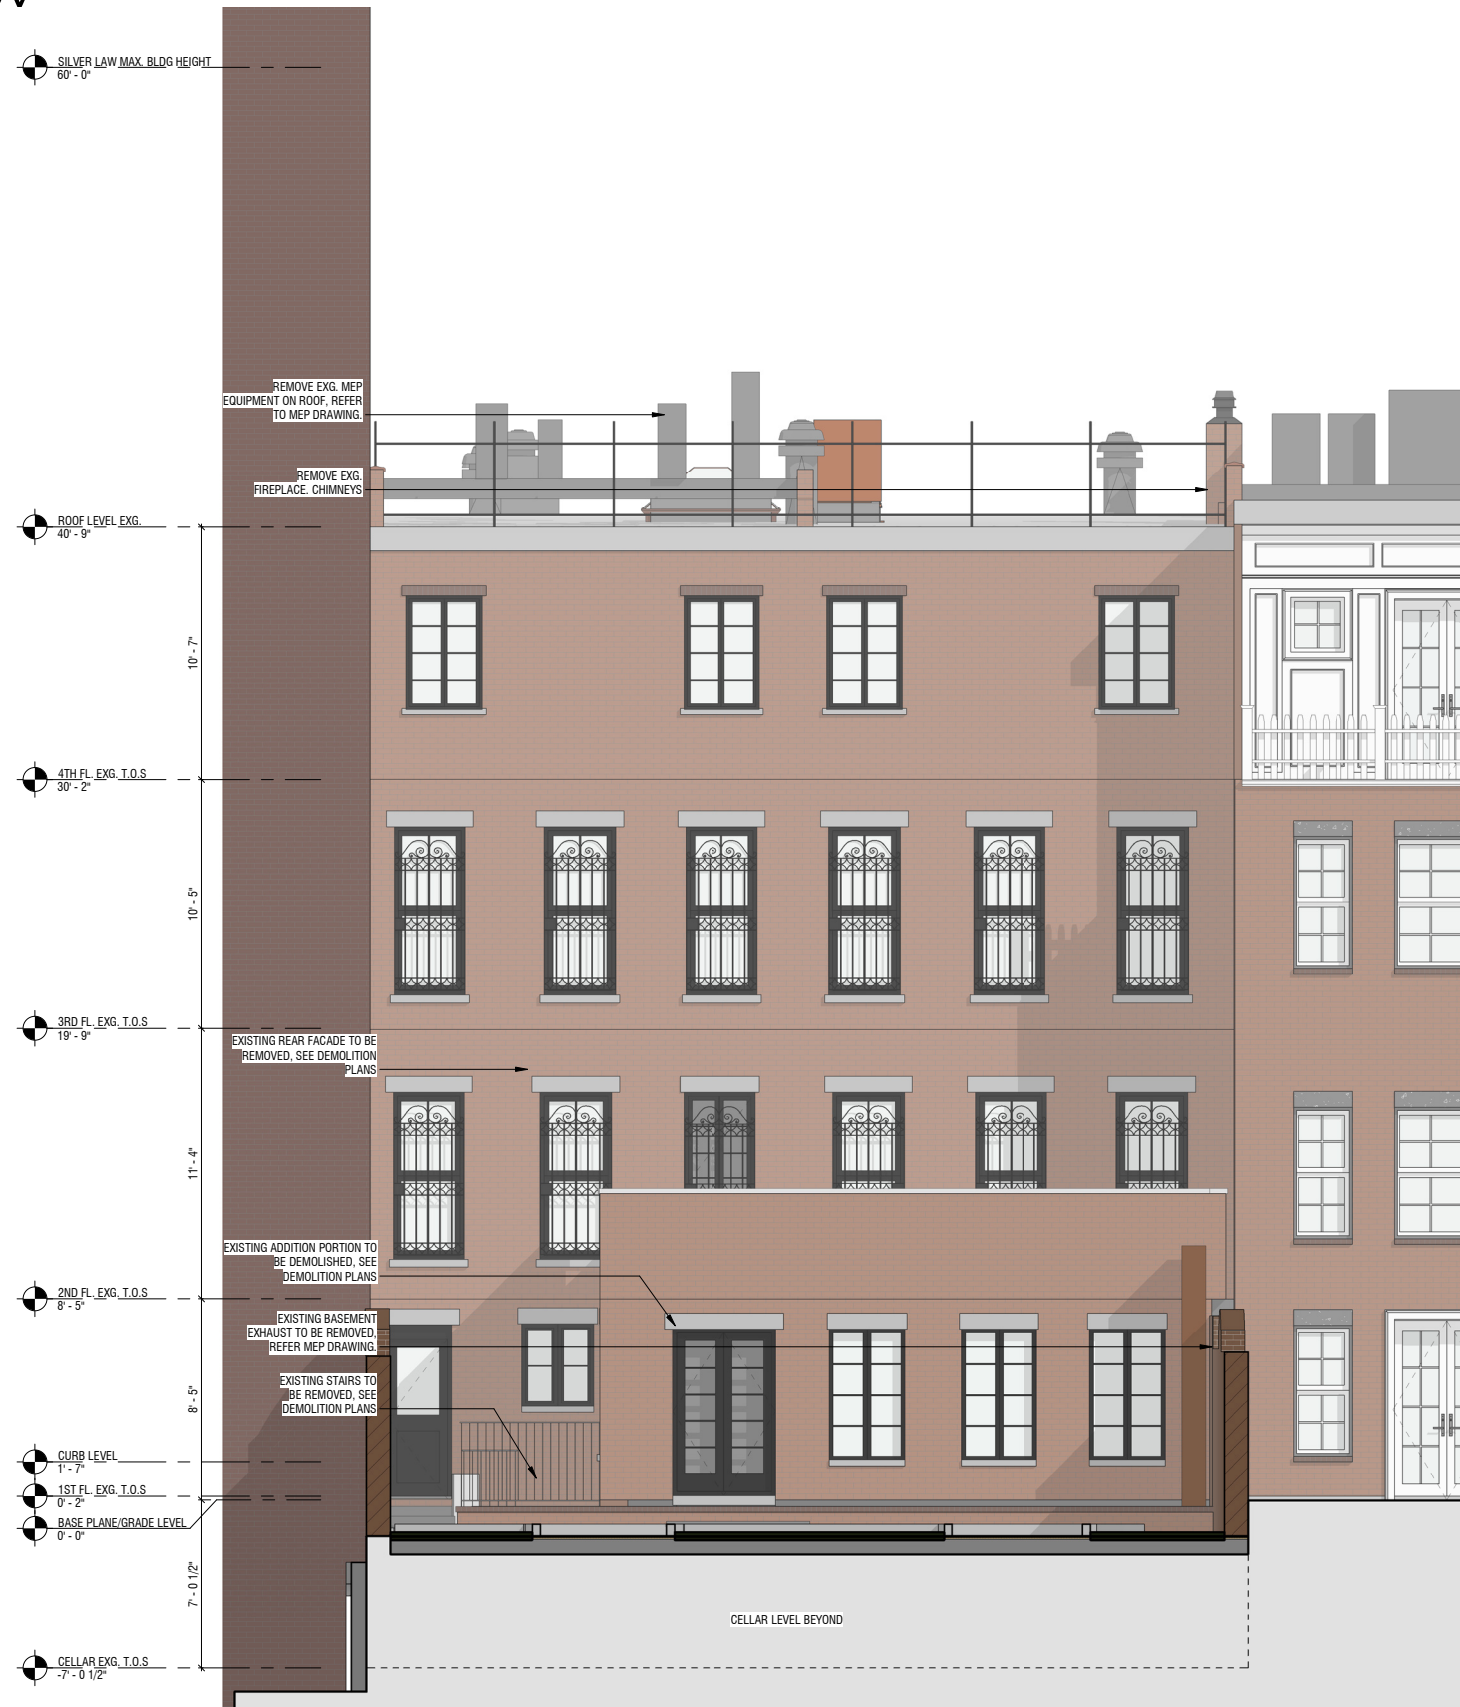 SILVER LAW MAX. BLDG HEIGHT
60' - 0"
REMOVE EXG. MEP
EQUIPMENT ON ROOF, REFER
TO MEP DRAWING.
REMOVE EXG.
FIREPLACE. CHIMNEYS
ROOF LEVEL EXG.
40' - 9"
10' - 7"
4TH FL. EXG. T.O.S
30' - 2"
10' - 5"
3RD FL. EXG. T.O.S
19' - 9"
EXISTING REAR FACADE TO BE
REMOVED, SEE DEMOLITION
PLANS
11' - 4"
EXISTING ADDITION PORTION TO
BE DEMOLISHED, SEE
DEMOLITION PLANS
2ND FL. EXG. T.O.S
8' - 5"
EXISTING BASEMENT
EXHAUST TO BE REMOVED,
REFER MEP DRAWING.
EXISTING STAIRS TO
BE REMOVED, SEE
DEMOLITION PLANS
8' - 5"
CURB LEVEL
1' - 7"
1ST FL. EXG. T.O.S
0' - 2"
BASE PLANE/GRADE LEVEL
0' - 0"
7' - 0 1/2"
CELLAR LEVEL BEYOND
CELLAR EXG. T.O.S
-7' - 0 1/2"